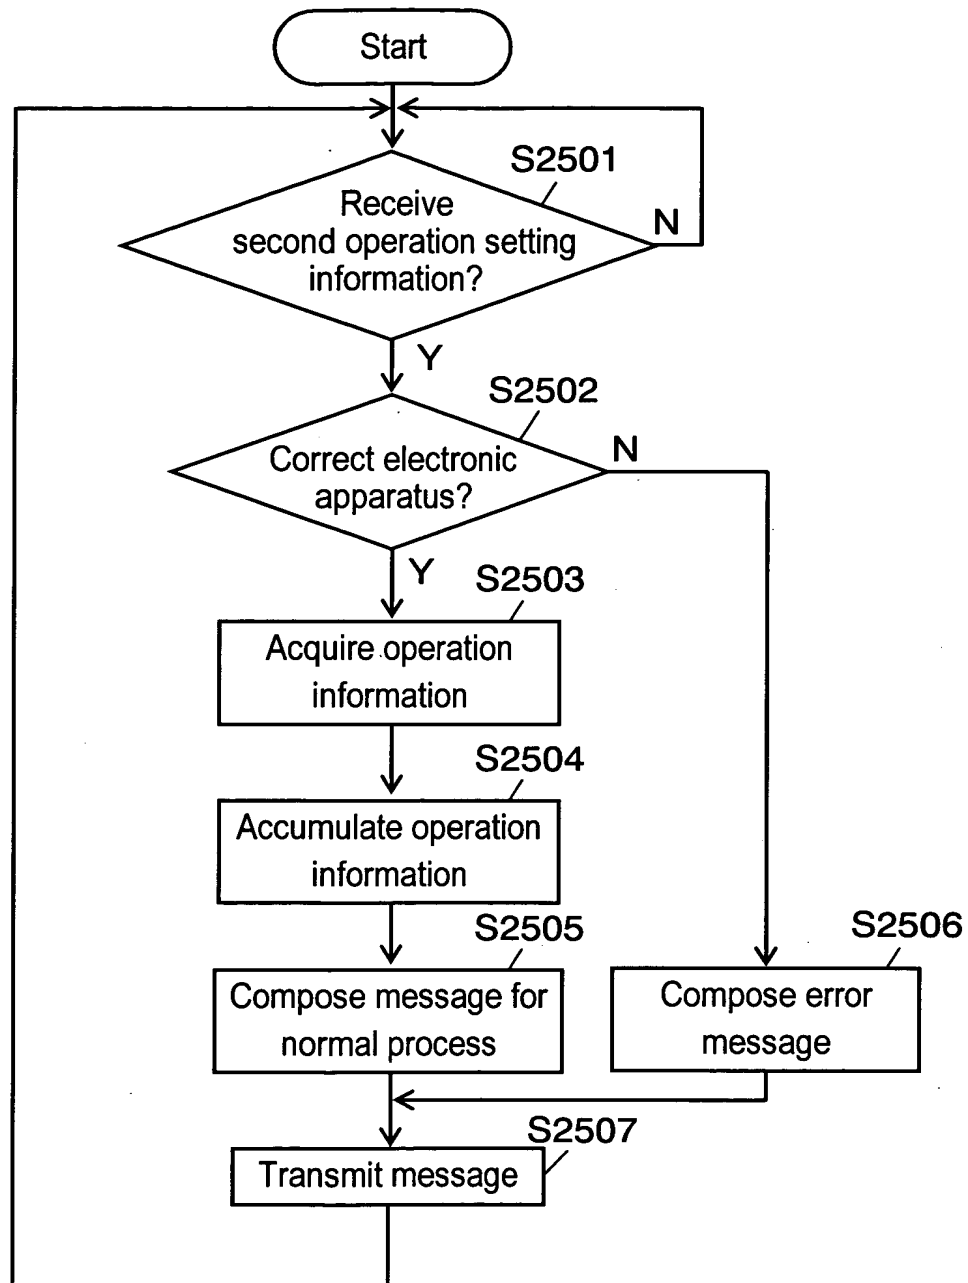 Start
S2501
Receive
second operation setting
information?
N
Y
S2502
Correct electronic
apparatus?
N
Y
S2503
Acquire operation
information
S2504
Accumulate operation
information
S2505
Compose message for
normal process
S2506
Compose error
message
S2507
Transmit message